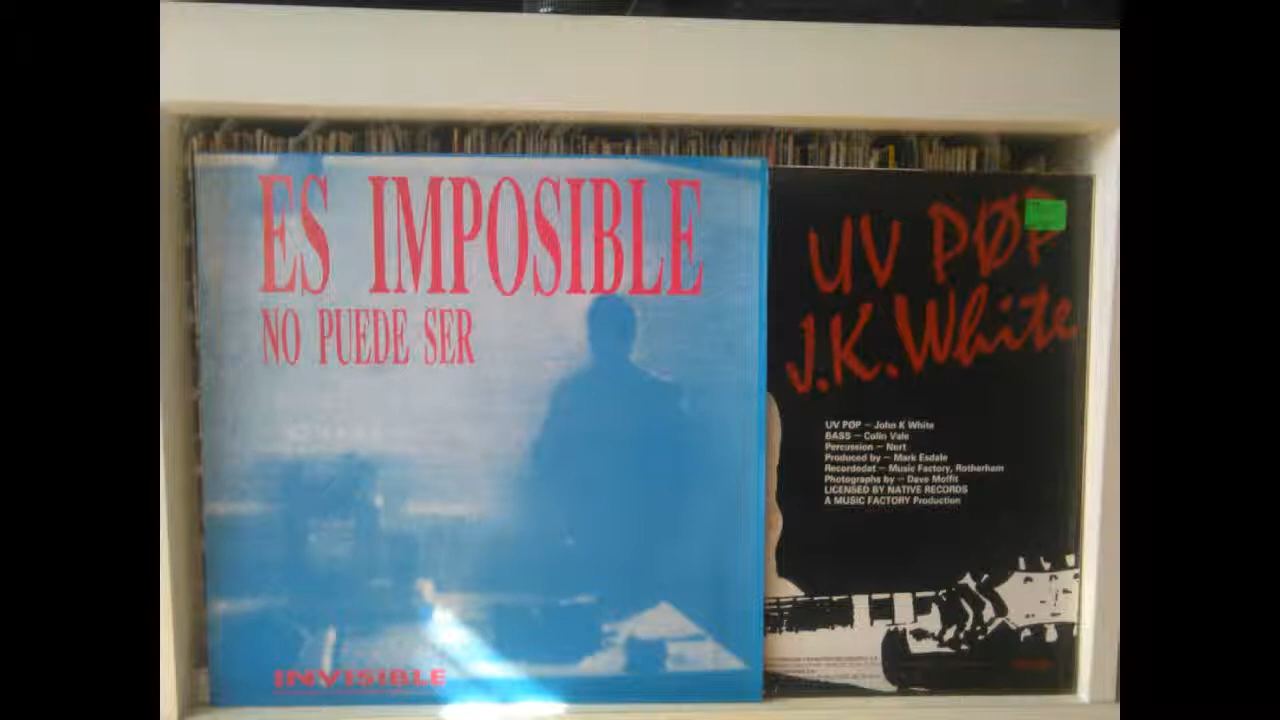 ES IMPOSIBLE
NO PUEDE SER
INVISIBLE
UV PØP
J.K. White
UV PØP – John K White
BASS – Colin Vale
Percussion – Nort
Produced by – Mark Esdale
Recordedat – Music Factory, Rotherham
Photographs by – Dave Moffit
LICENSED BY NATIVE RECORDS
A MUSIC FACTORY Production